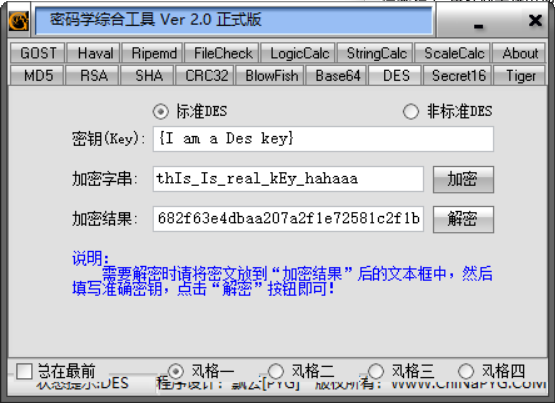 密码学综合工具 Ver 2.0 正式版
GOST Haval Ripemd FileCheck LogicCalc StringCalc ScaleCalc About
MD5 RSA SHA CRC32 BlowFish Base64 DES Secret16 Tiger
标准DES 非标准DES
密钥(Key): {I am a Des key}
加密字串: thIs_Is_real_kEy_hahaaa 加密
加密结果: 682f63e4dbaa207a2f1e72581c2f1b 解密
说明:
需要解密时请将密文放到“加密结果”后的文本框中，然后
填写准确密钥，点击“解密”按钮即可！
总在最前 风格一 风格二 风格三 风格四
状态提示:DES 程序设计：飘云[PYG] 版权所有：WWW.ChiNaPYG.COM